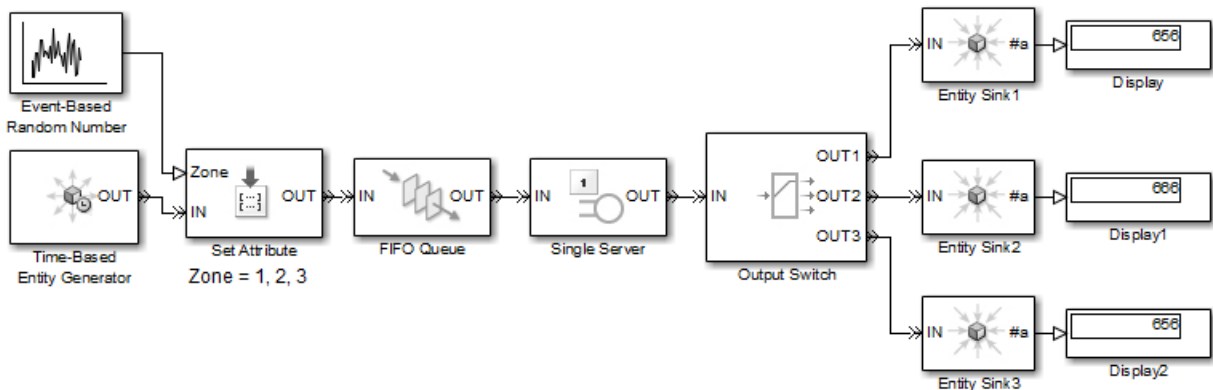 Event-Based
Random Number
OUT
Time-Based
Entity Generator
Zone
IN
OUT
Set Attribute
Zone = 1, 2, 3
IN
OUT
FIFO Queue
1
IN
OUT
Single Server
IN
OUT1
OUT2
OUT3
Output Switch
IN
#a
Entity Sink1
656
Display
IN
#a
Entity Sink2
666
Display1
IN
#a
Entity Sink3
656
Display2